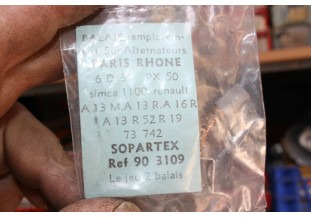 BALAIS
Alternateurs
PARIS RHONE
simca 1100 renault
A 13 M.A 13 R.A 16 R
A 13 R 52 R 19
73 742
SOPARTEX
Ref 90 3109
Le jeu 2 balais